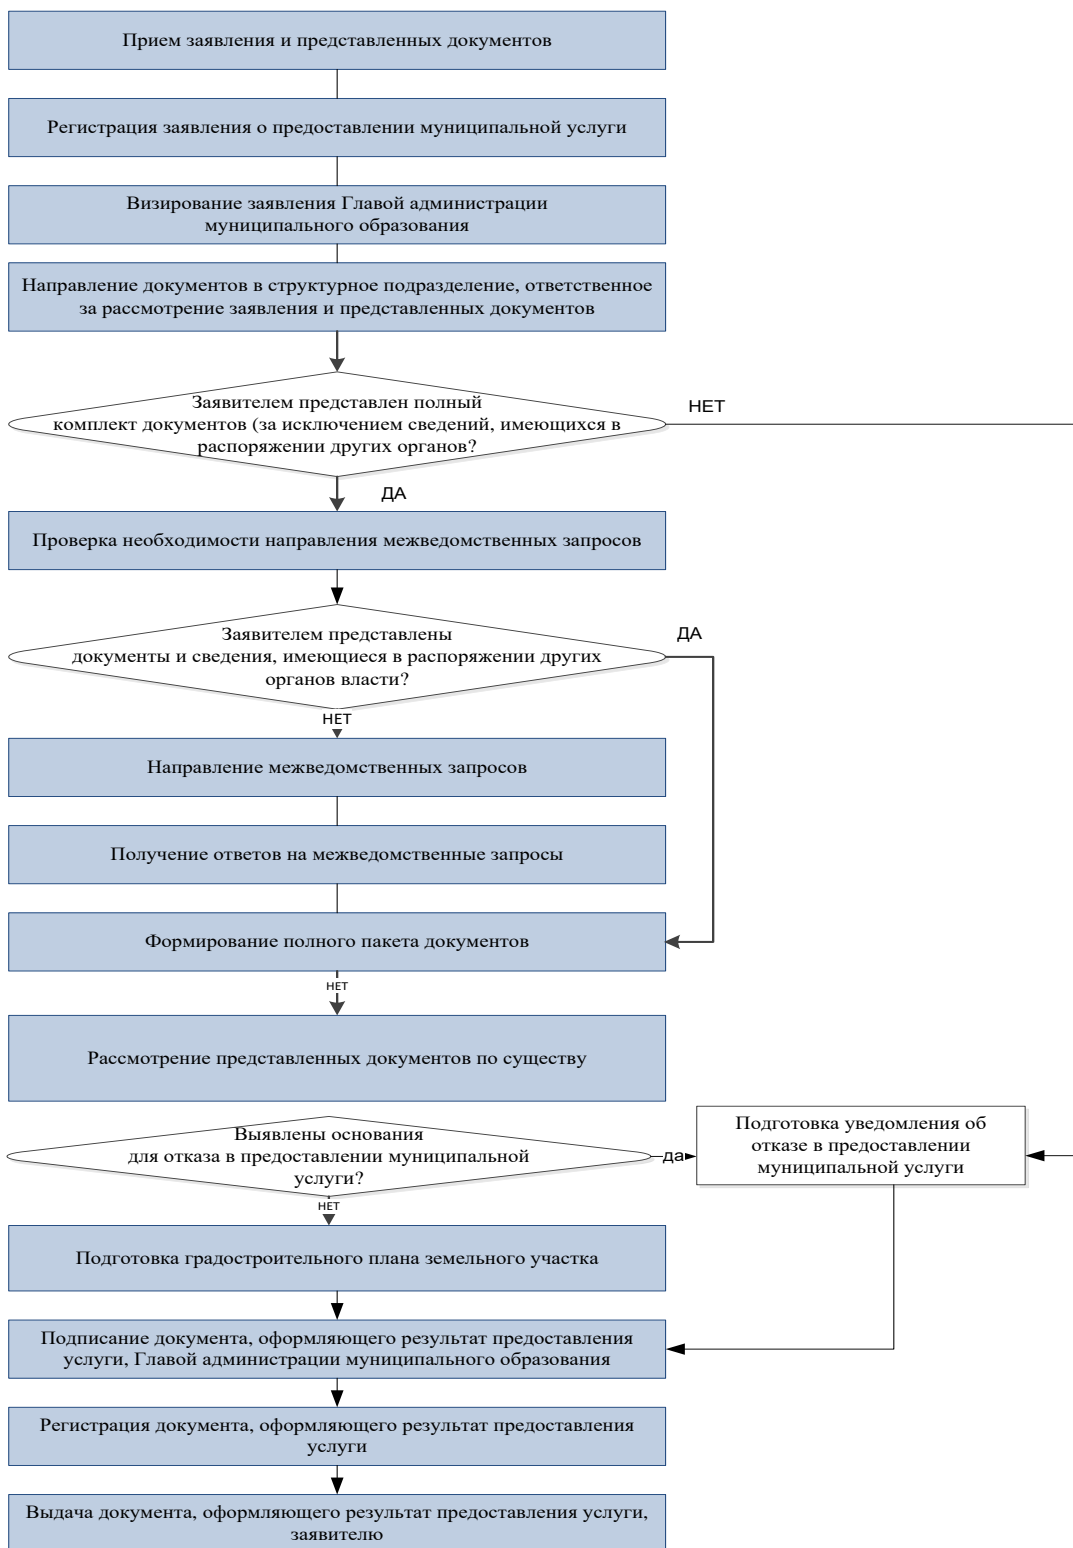 Прием заявления и представленных документов
Регистрация заявления о предоставлении муниципальной услуги
Визирование заявления Главой администрации
муниципального образования
Направление документов в структурное подразделение, ответственное
за рассмотрение заявления и представленных документов
Заявителем представлен полный
комплект документов (за исключением сведений, имеющихся в
распоряжении других органов?
НЕТ
ДА
Проверка необходимости направления межведомственных запросов
Заявителем представлены
документы и сведения, имеющиеся в распоряжении других
органов власти?
ДА
НЕТ
Направление межведомственных запросов
Получение ответов на межведомственные запросы
Формирование полного пакета документов
НЕТ
Рассмотрение представленных документов по существу
Выявлены основания
для отказа в предоставлении муниципальной
услуги?
да
Подготовка уведомления об
отказе в предоставлении
муниципальной услуги
НЕТ
Подготовка градостроительного плана земельного участка
Подписание документа, оформляющего результат предоставления
услуги, Главой администрации муниципального образования
Регистрация документа, оформляющего результат предоставления
услуги
Выдача документа, оформляющего результат предоставления услуги,
заявителю